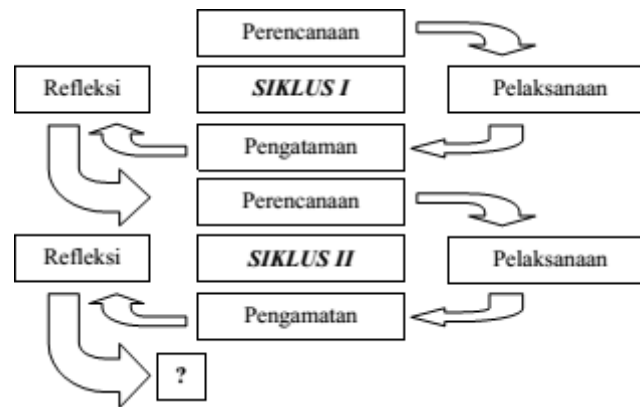 Perencanaan
Refleksi
SIKLUS I
Pelaksanaan
Pengataman
Perencanaan
Refleksi
SIKLUS II
Pelaksanaan
Pengamatan
?